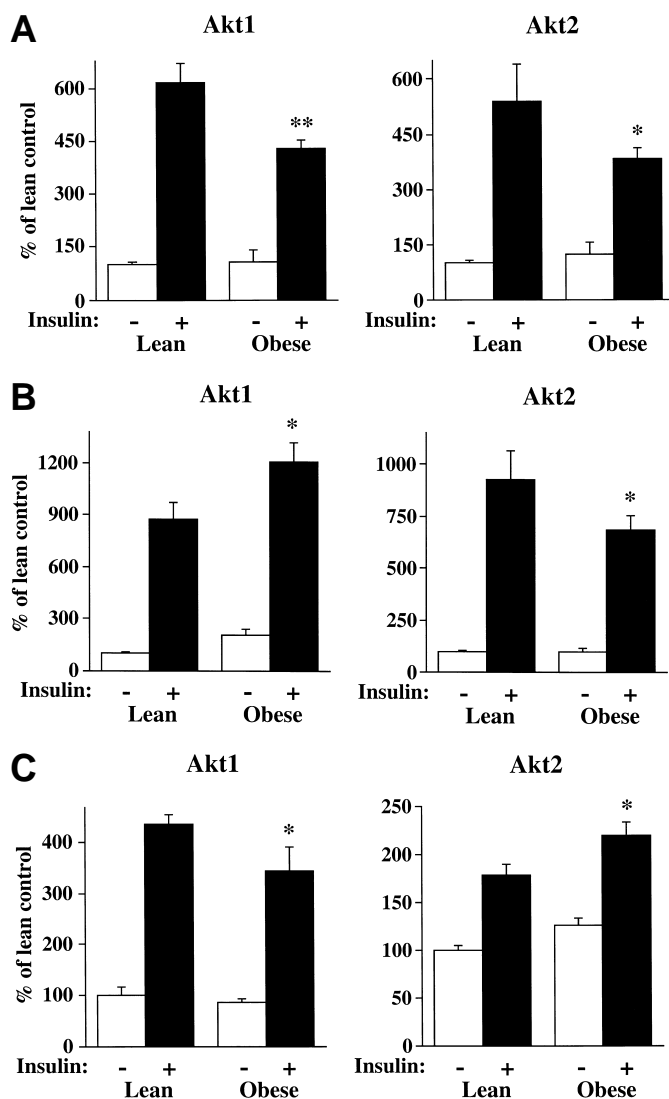 A
Akt1
Akt2
% of lean control
600
450
300
150
0
**
Insulin: - + - +
Lean Obese
600
450
300
150
0
*
Insulin: - + - +
Lean Obese
B
Akt1
Akt2
% of lean control
1200
900
600
300
0
*
Insulin: - + - +
Lean Obese
1000
750
500
250
0
*
Insulin: - + - +
Lean Obese
C
Akt1
Akt2
% of lean control
400
300
200
100
0
*
Insulin: - + - +
Lean Obese
250
200
150
100
50
0
*
Insulin: - + - +
Lean Obese